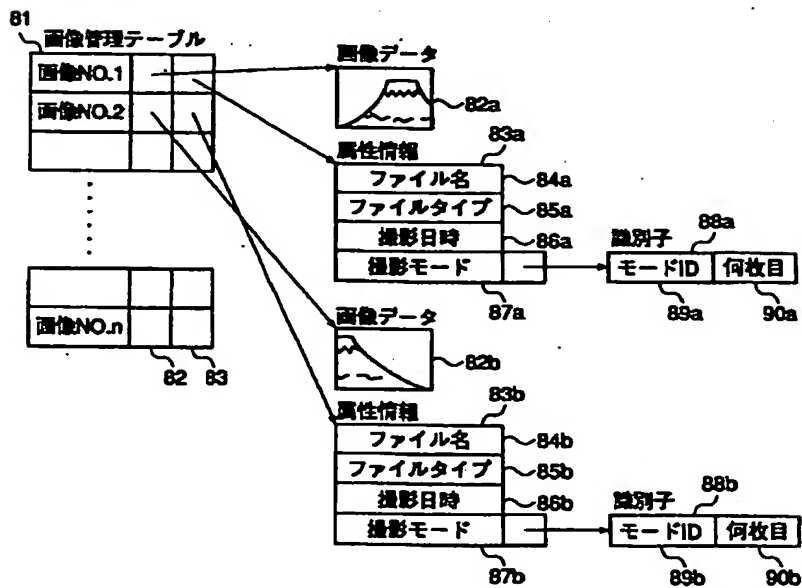 81
画像管理テーブル
画像NO.1
画像NO.2
画像NO.n
82
83
画像データ
82a
属性情報
83a
ファイル名
84a
ファイルタイプ
85a
撮影日時
86a
撮影モード
87a
識別子
88a
モードID
何枚目
89a
90a
画像データ
82b
属性情報
83b
ファイル名
84b
ファイルタイプ
85b
撮影日時
86b
撮影モード
87b
識別子
88b
モードID
何枚目
89b
90b